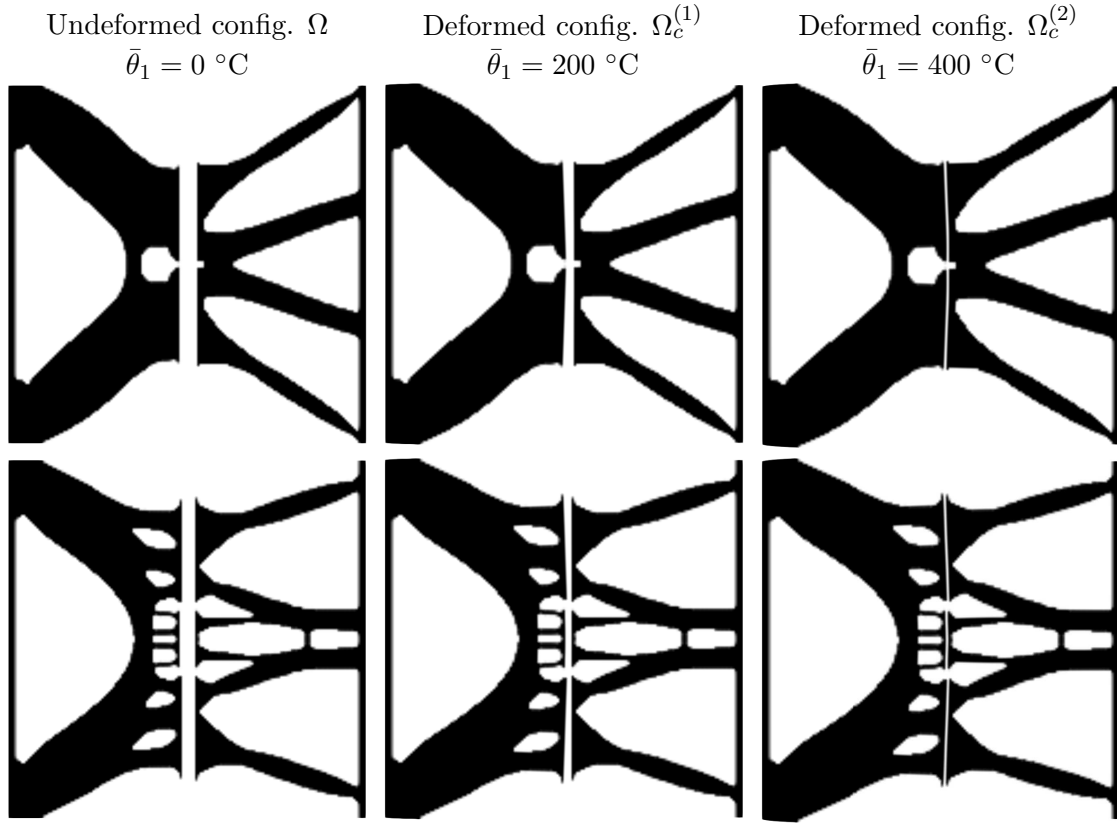 Undeformed config. Ω
θ̄₁ = 0 °C
Deformed config. Ω_c^(1)
θ̄₁ = 200 °C
Deformed config. Ω_c^(2)
θ̄₁ = 400 °C